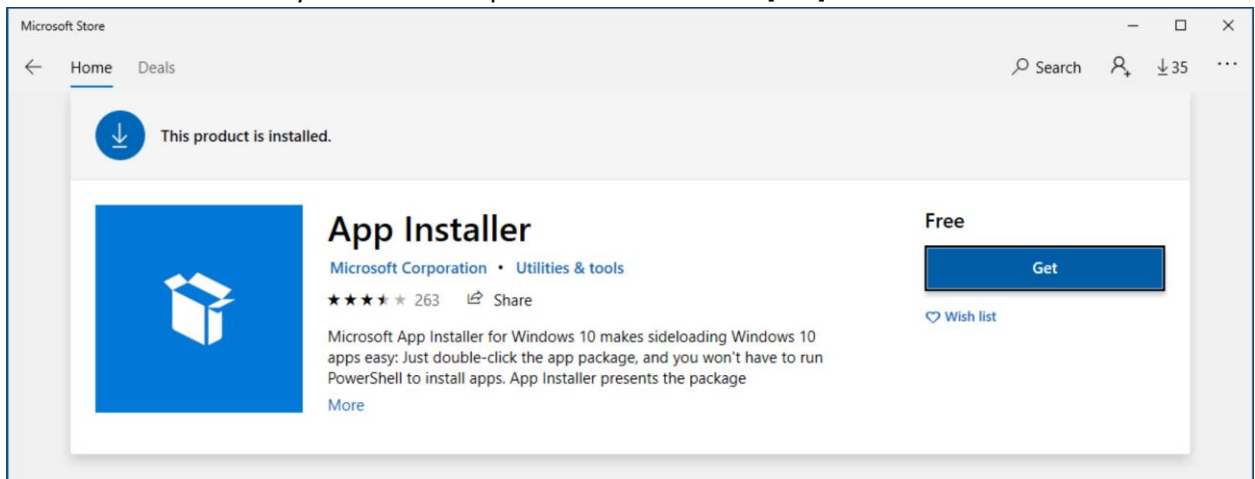 Microsoft Store
Home Deals Search 35
This product is installed.
App Installer
Microsoft Corporation • Utilities & tools
263 Share
Microsoft App Installer for Windows 10 makes sideloading Windows 10
apps easy: Just double-click the app package, and you won't have to run
PowerShell to install apps. App Installer presents the package
More
Free
Get
Wish list